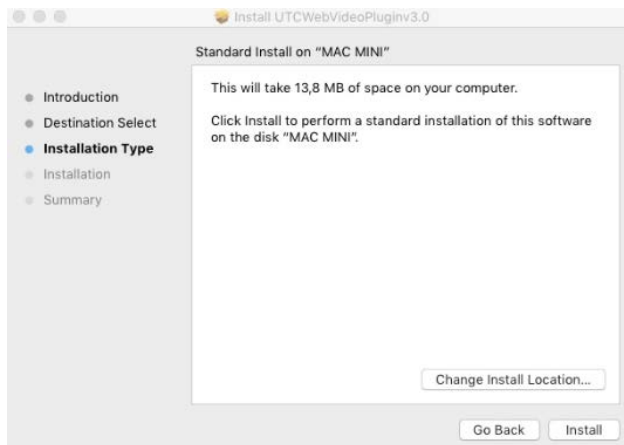 Install UTCWebVideoPluginv3.0
Standard Install on “MAC MINI”
Introduction
Destination Select
Installation Type
Installation
Summary
This will take 13,8 MB of space on your computer.
Click Install to perform a standard installation of this software
on the disk “MAC MINI”.
Change Install Location...
Go Back
Install